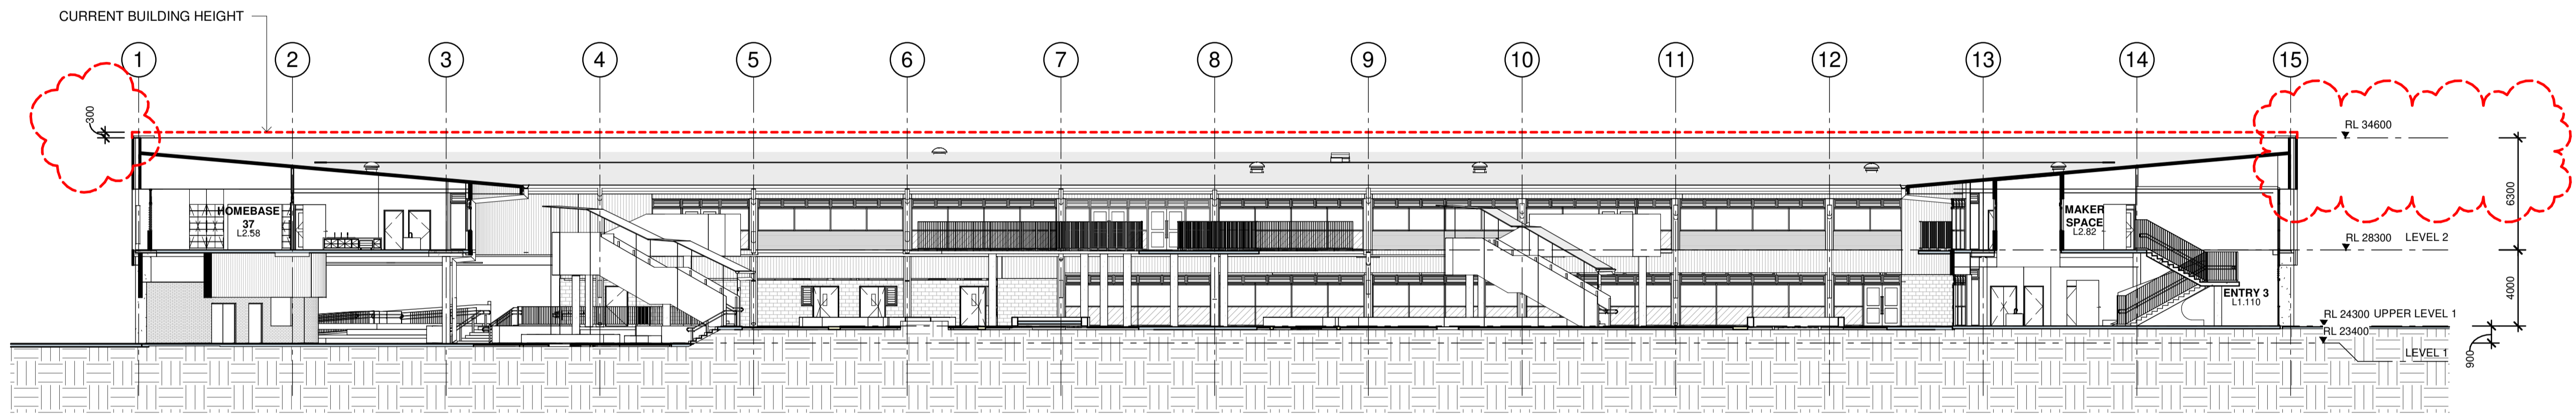 CURRENT BUILDING HEIGHT
1 2 3 4 5 6 7 8 9 10 11 12 13 14 15
300
RL 34600
6300
HOMEBASE
37
L2.58
MAKER
SPACE
L2.82
RL 28300 LEVEL 2
4000
ENTRY 3
L1.110
RL 24300 UPPER LEVEL 1
RL 23400
LEVEL 1
900